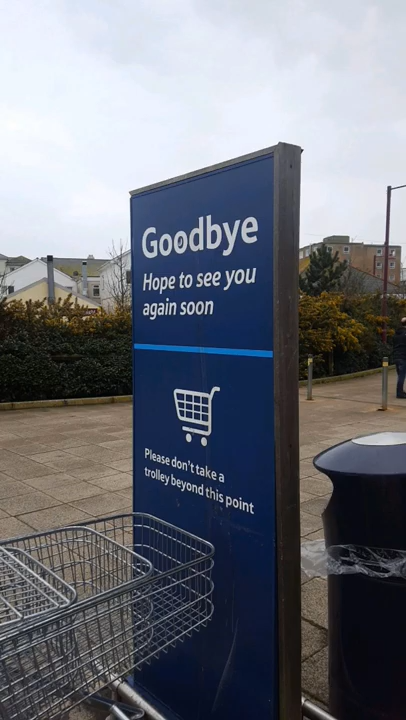 Goodbye
Hope to see you
again soon
Please don't take a
trolley beyond this point